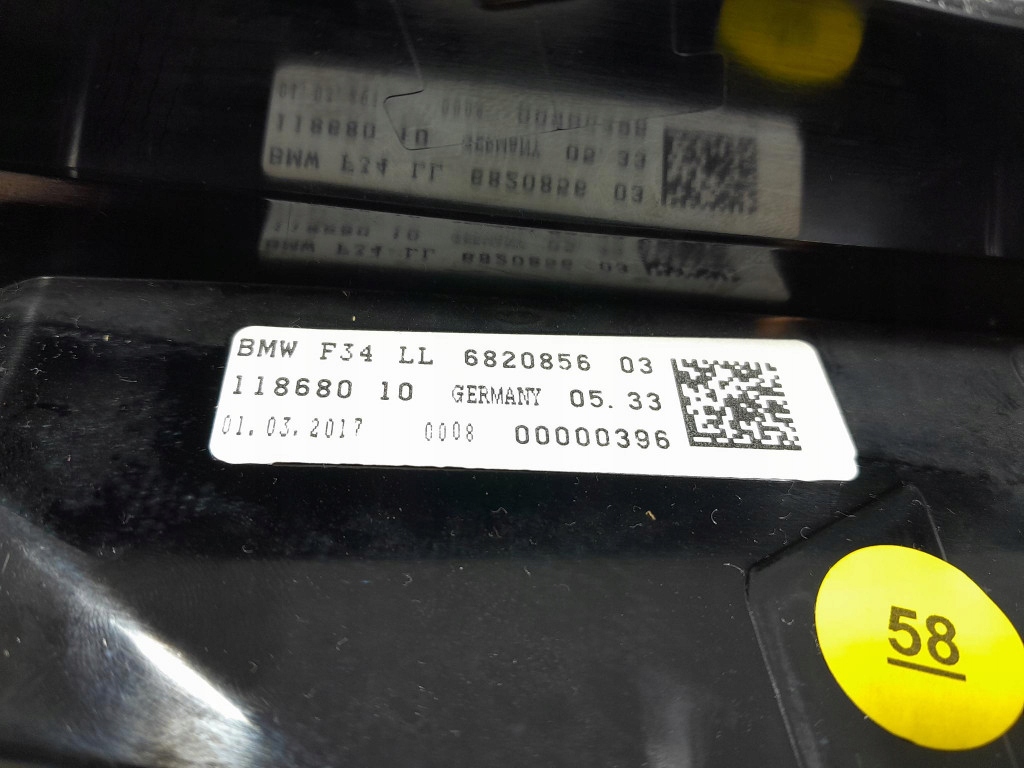 BMW F34 LL 6820856 03
118680 10 GERMANY 05.33
01.03.2017 0008 00000396
58